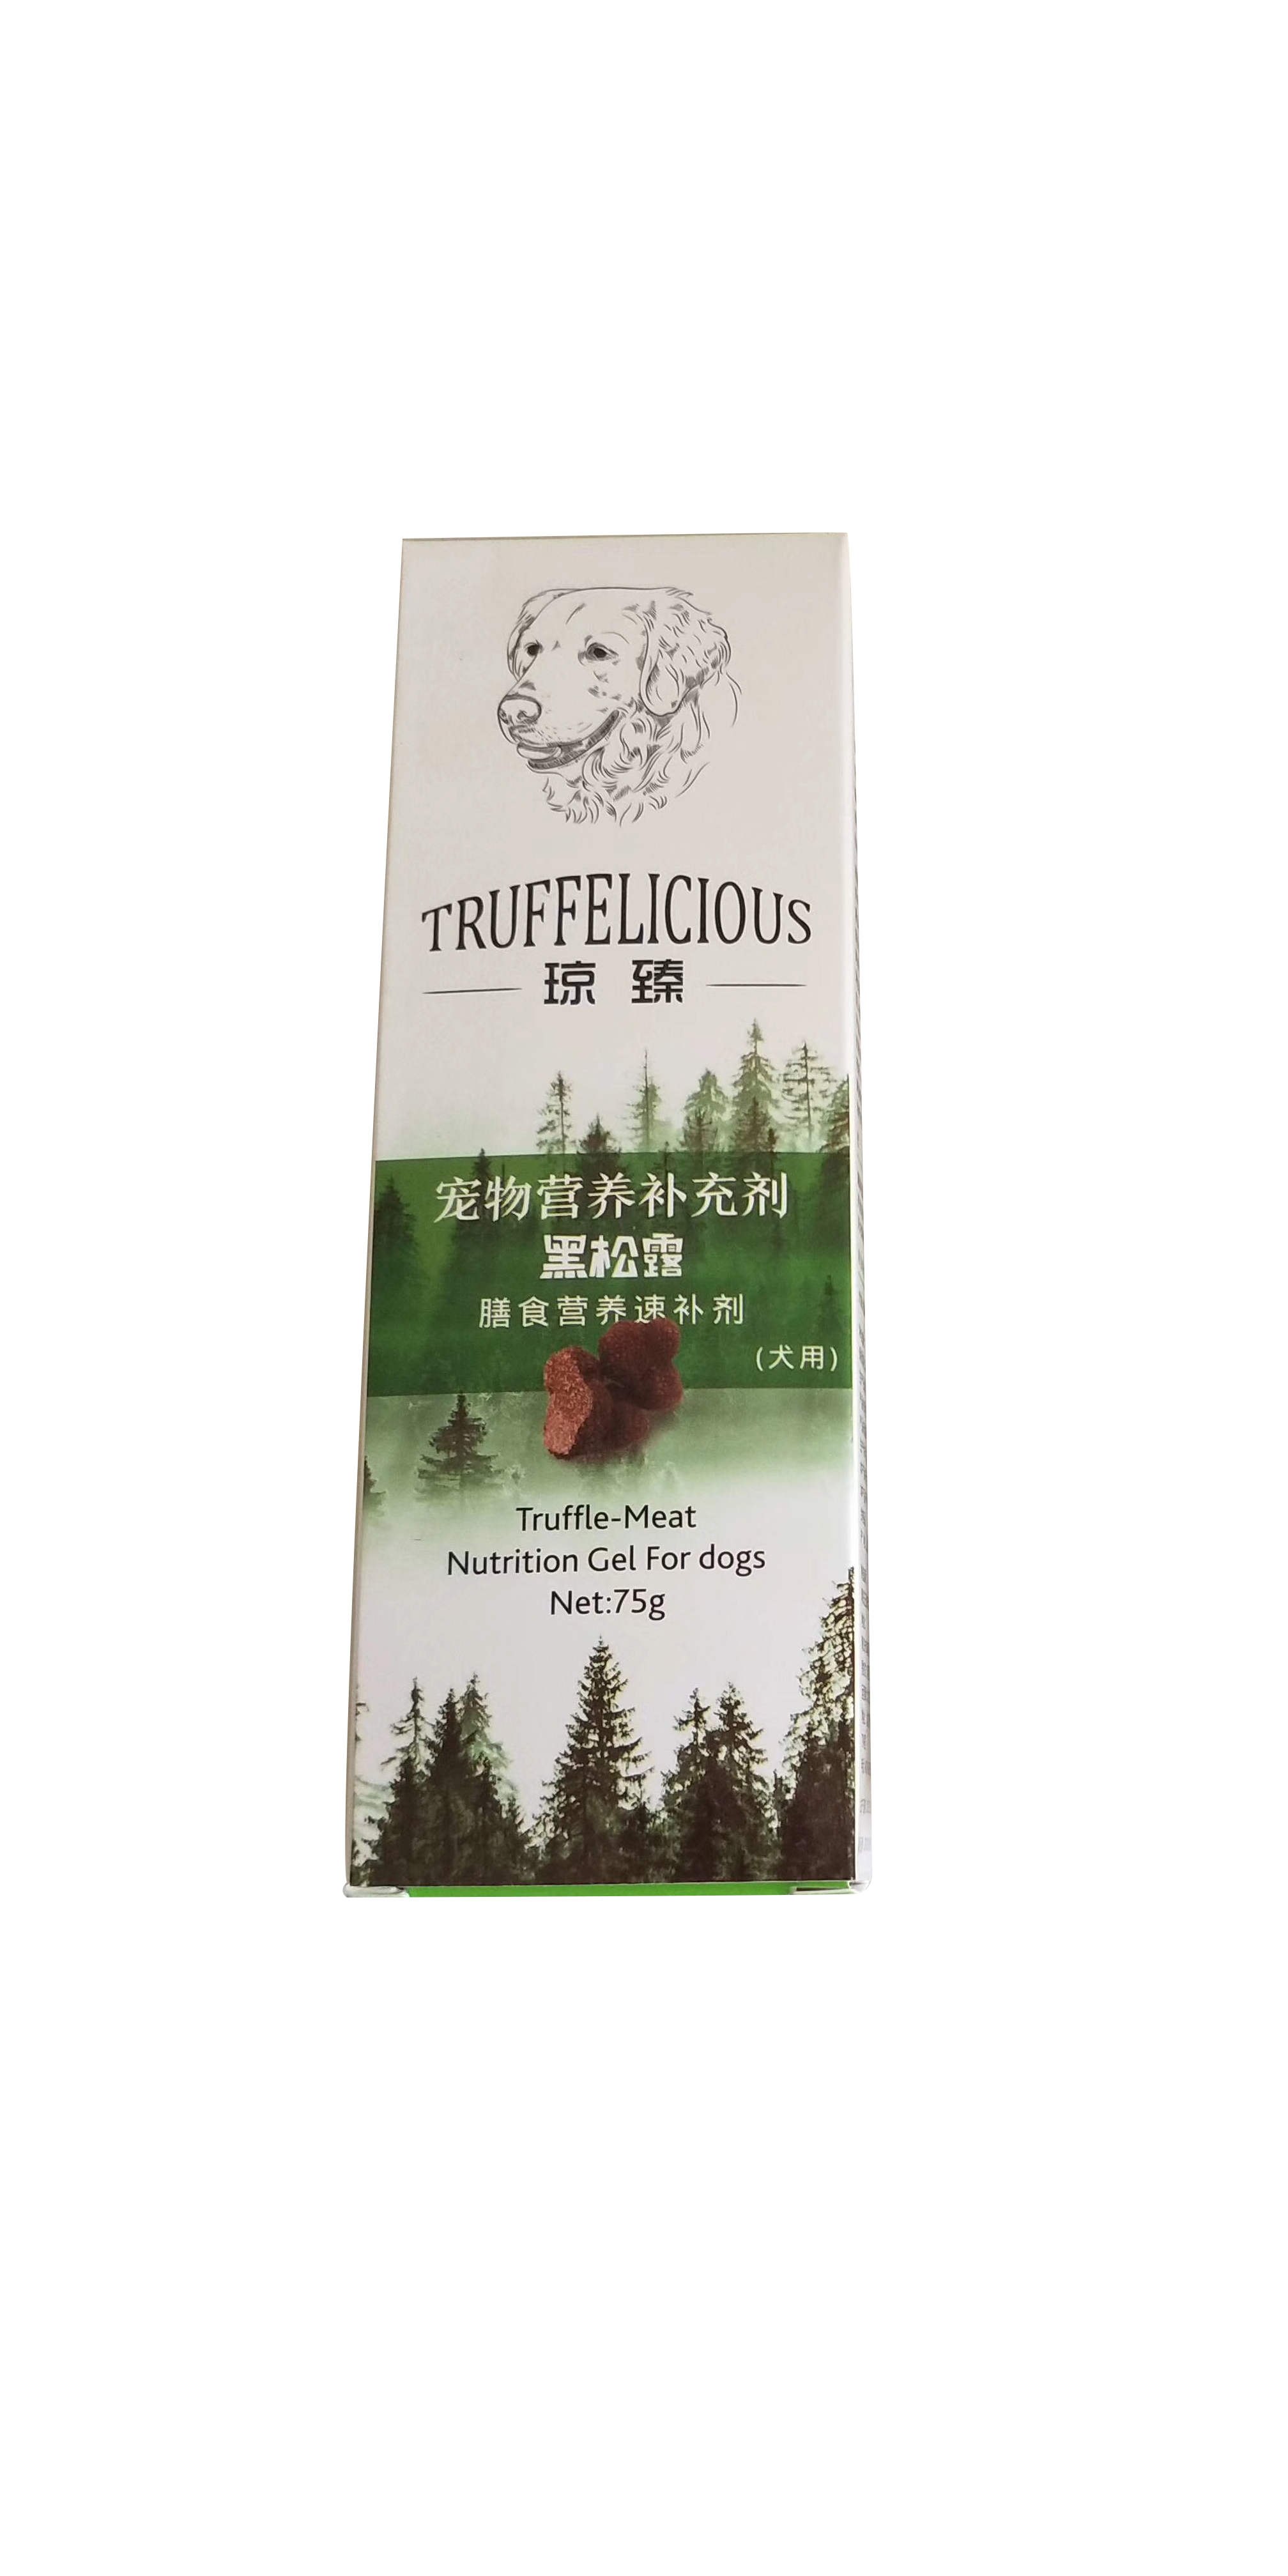 TRUFFELICIOUS
琼臻
宠物营养补充剂
黑松露
膳食营养速补剂
(犬用)
Truffle-Meat
Nutrition Gel For dogs
Net:75g